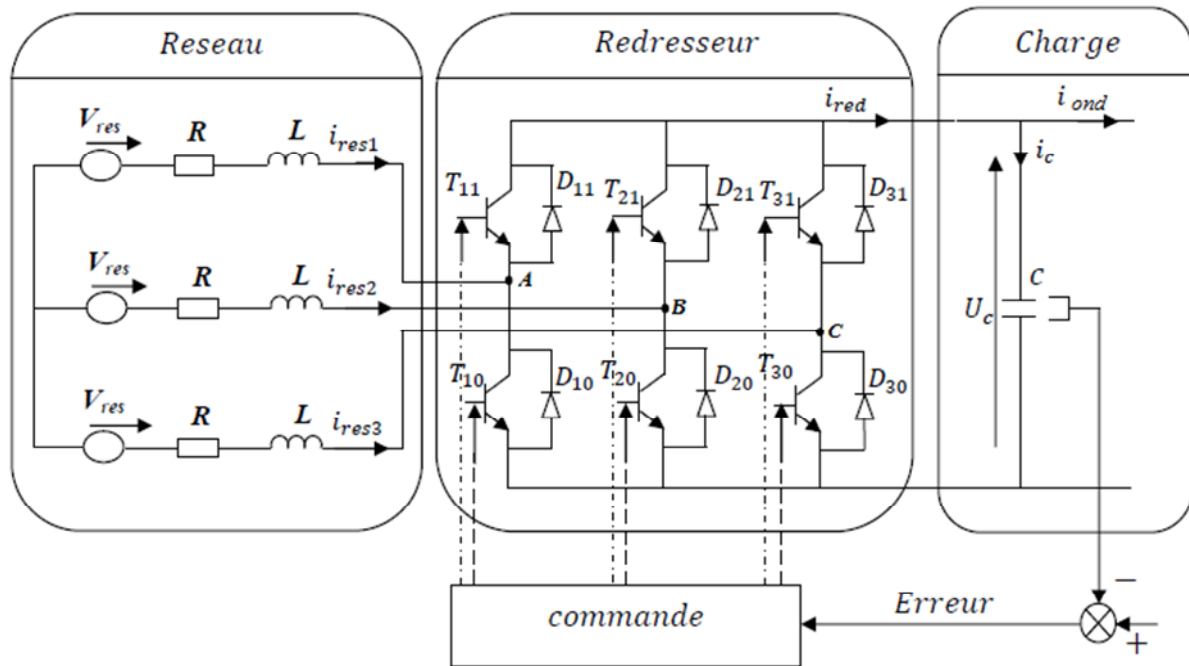 Reseau
Redresseur
Charge
V_res
R
L
i_res1
V_res
R
L
i_res2
V_res
R
L
i_res3
i_red
T_11
D_11
T_21
D_21
T_31
D_31
A
B
C
T_10
D_10
T_20
D_20
T_30
D_30
i_ond
i_c
C
U_c
commande
Erreur
−
+